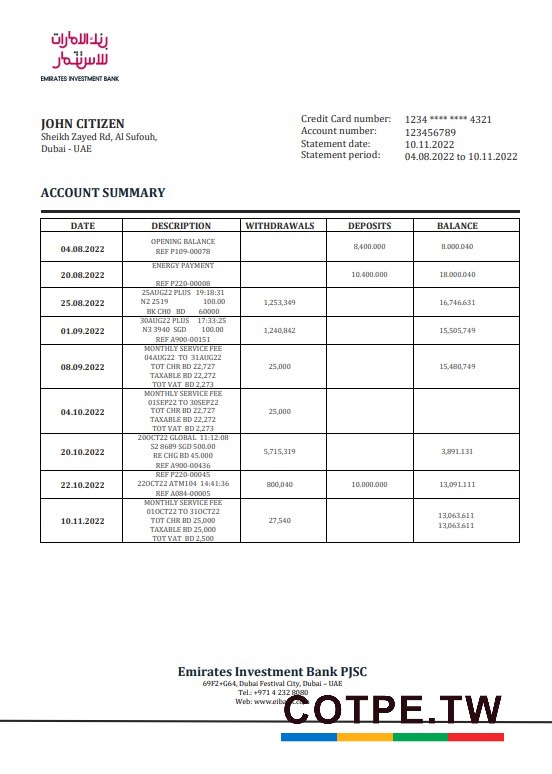 بنك الامارات
للاستثمار
EMIRATES INVESTMENT BANK
JOHN CITIZEN
Sheikh Zayed Rd, Al Sufouh,
Dubai - UAE
Credit Card number: 1234 **** **** 4321
Account number: 123456789
Statement date: 10.11.2022
Statement period: 04.08.2022 to 10.11.2022
ACCOUNT SUMMARY
DATE DESCRIPTION WITHDRAWALS DEPOSITS BALANCE
04.08.2022 OPENING BALANCE 8,400.000 8.000.040
REF P109-00078
20.08.2022 ENERGY PAYMENT 10.400.000 18.000.040
REF P220-00008
25.08.2022 25AUG22 PLUS 19:18:31 1,253,349 16,746.631
N2 2519 100.00
BK CH0 BD 60000
01.09.2022 30AUG22 PLUS 17:33:25 1,240,842 15,505,749
N3 3940 SGD 100.00
REF A900-00151
08.09.2022 MONTHLY SERVICE FEE 25,000 15,480,749
04AUG22 TO 31AUG22
TOT CHR BD 22,727
TAXABLE BD 22,272
TOT VAT BD 2,273
04.10.2022 MONTHLY SERVICE FEE 25,000
01SEP22 TO 30SEP22
TOT CHR BD 22,727
TAXABLE BD 22,272
TOT VAT BD 2,273
20.10.2022 20OCT22 GLOBAL 11:12:08 5,715,319 3,891.131
S2 8689 SGD 500.00
RE CHG BD 45.000
REF A900-00436
22.10.2022 REF P220-00045 800,040 10.000.000 13,091.111
22OCT22 ATM104 14:41:36
REF A084-00005
10.11.2022 MONTHLY SERVICE FEE 27,540 13,063.611
01OCT22 TO 31OCT22 13,063.611
TOT CHR BD 25,000
TAXABLE BD 25,000
TOT VAT BD 2,500
Emirates Investment Bank PJSC
69F2+G64, Dubai Festival City, Dubai – UAE
Tel.: +971 4 232 8080
Web: www.eiba
COTPE.TW